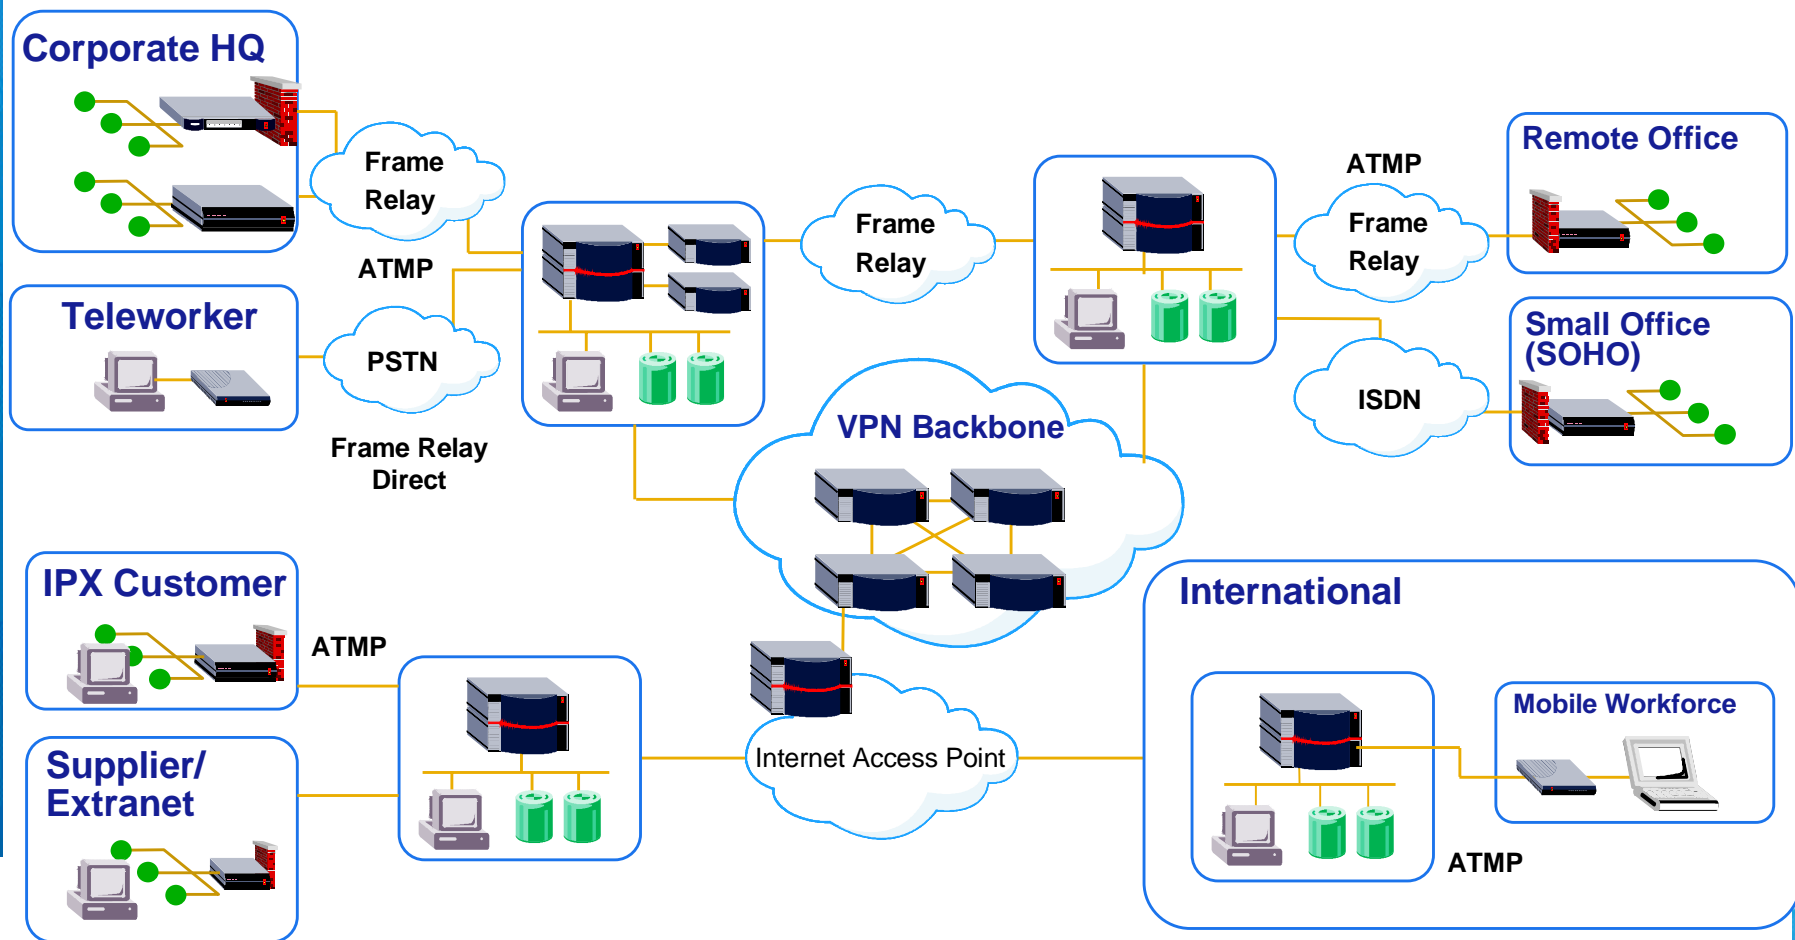 Corporate HQ
Frame
Relay
ATMP
Teleworker
PSTN
Frame Relay
Direct
Frame
Relay
ATMP
Frame
Relay
Remote Office
Small Office
(SOHO)
ISDN
VPN Backbone
IPX Customer
ATMP
Supplier/
Extranet
Internet Access Point
International
Mobile Workforce
ATMP